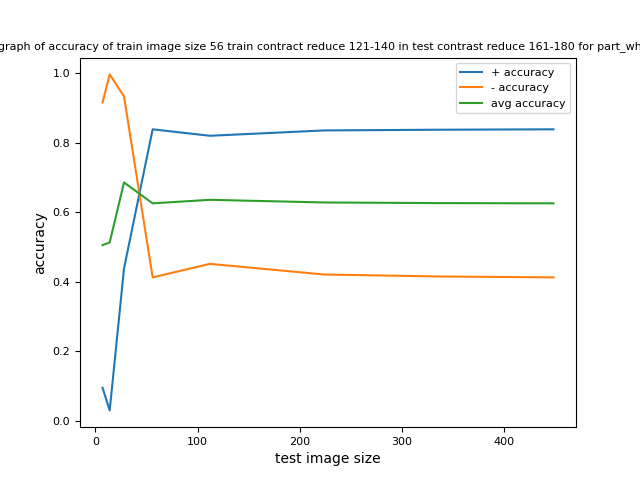 graph of accuracy of train image size 56 train contract reduce 121-140 in test contrast reduce 161-180 for
+ accuracy
- accuracy
avg accuracy
1.0
0.8
0.6
0.4
0.2
0.0
accuracy
0 100 200 300 400
test image size